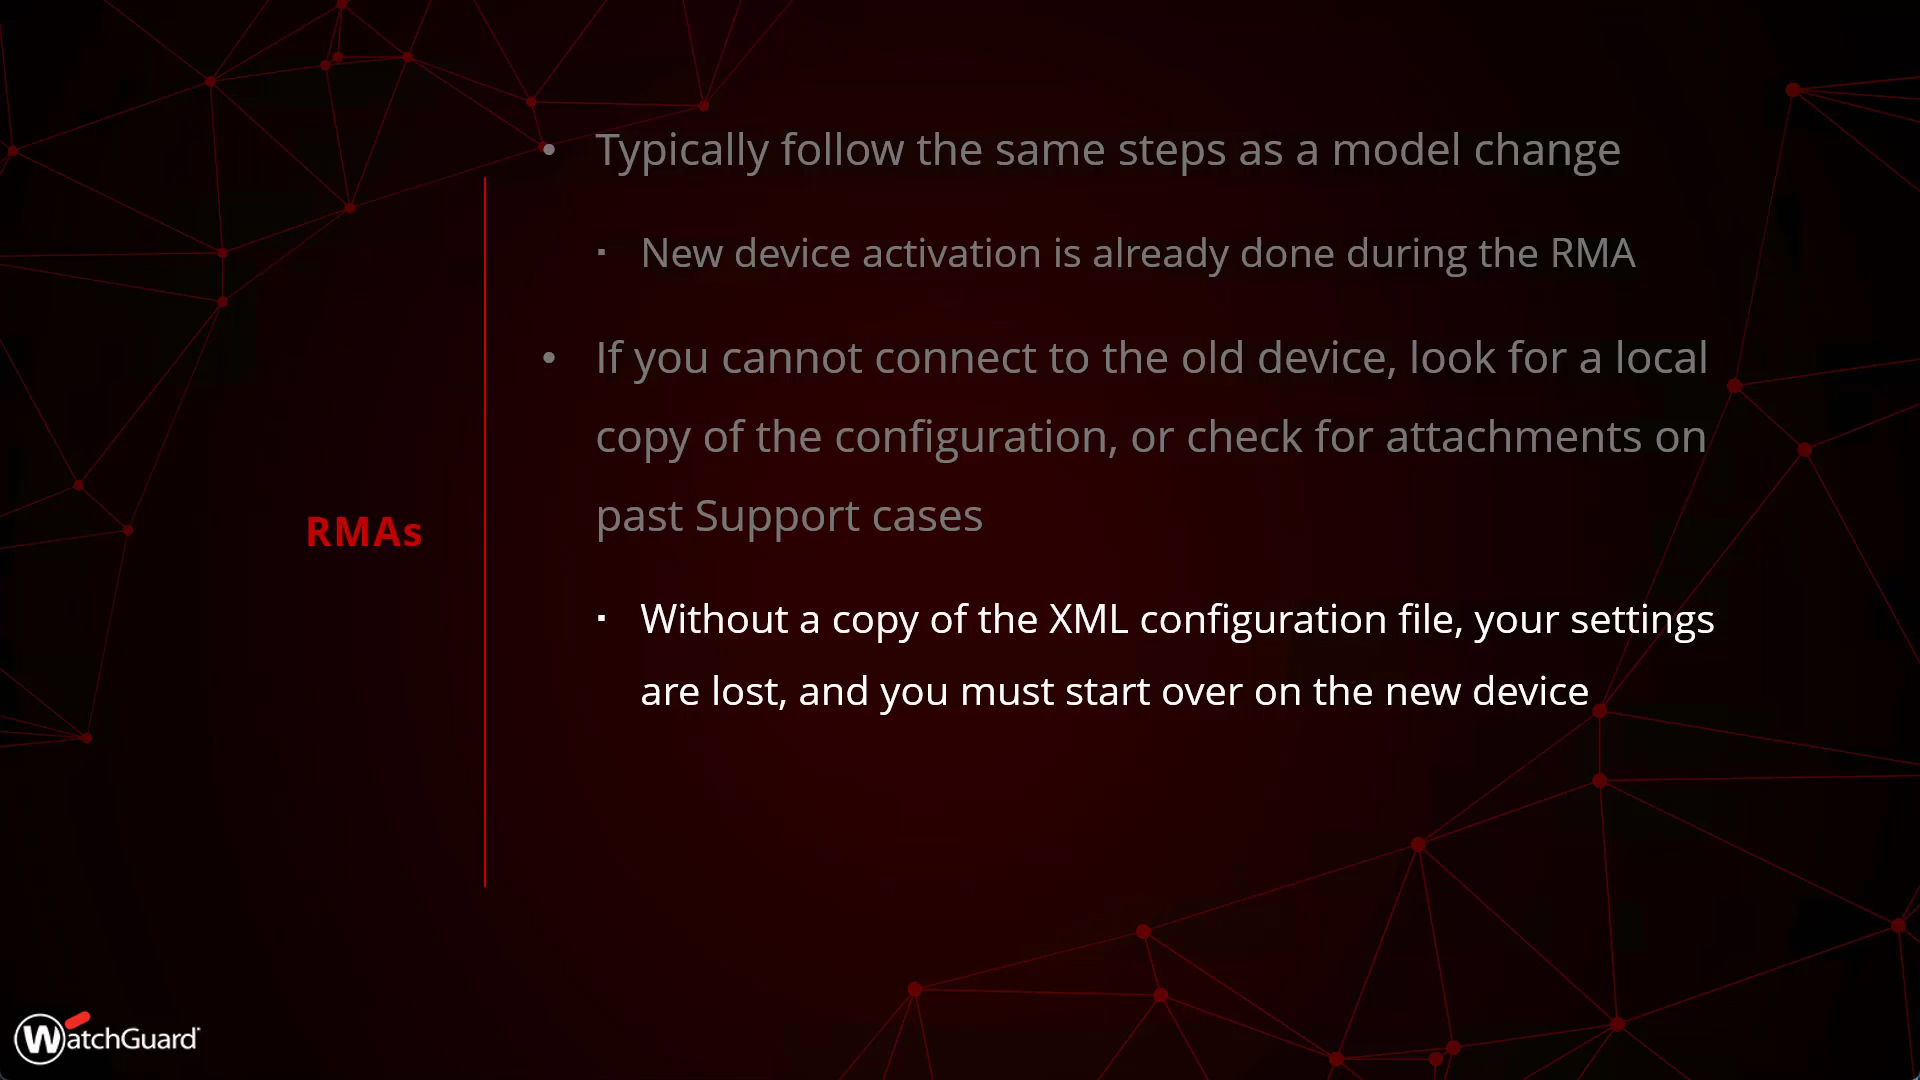 • Typically follow the same steps as a model change
▪ New device activation is already done during the RMA
• If you cannot connect to the old device, look for a local
copy of the configuration, or check for attachments on
past Support cases
RMAs
▪ Without a copy of the XML configuration file, your settings
are lost, and you must start over on the new device
WatchGuard